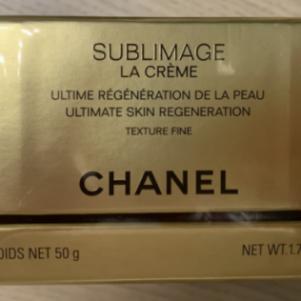 SUBLIMAGE
LA CRÈME
ULTIME RÉGÉNÉRATION DE LA PEAU
ULTIMATE SKIN REGENERATION
TEXTURE FINE
CHANEL
NET 50 g NET WT.